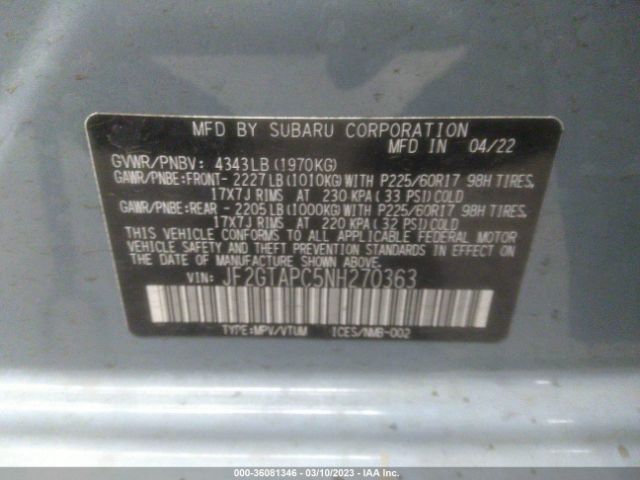 MFD BY SUBARU CORPORATION
MFD IN 04/22
GVWR/PNBV: 4343LB(1970KG)
GAWR/PNBE:FRONT-2227LB(1010KG)WITH P225/60R17 98H TIRES,
17X7J RIMS AT 230 KPA(33 PSI)COLD
GAWR/PNBE:REAR-2205LB(1000KG)WITH P225/60R17 98H TIRES,
17X7J RIMS AT 220 KPA(32 PSI)COLD
THIS VEHICLE CONFORMS TO ALL APPLICABLE FEDERAL MOTOR
VEHICLE SAFETY AND THEFT PREVENTION STANDARDS IN EFFECT ON
THE DATE OF MANUFACTURE SHOWN ABOVE.
VIN: JF2GTAPC5NH270363
TYPE:MPV/VTUM ICES/NMB-002
000-36081346 - 03/10/2023 - IAA Inc.